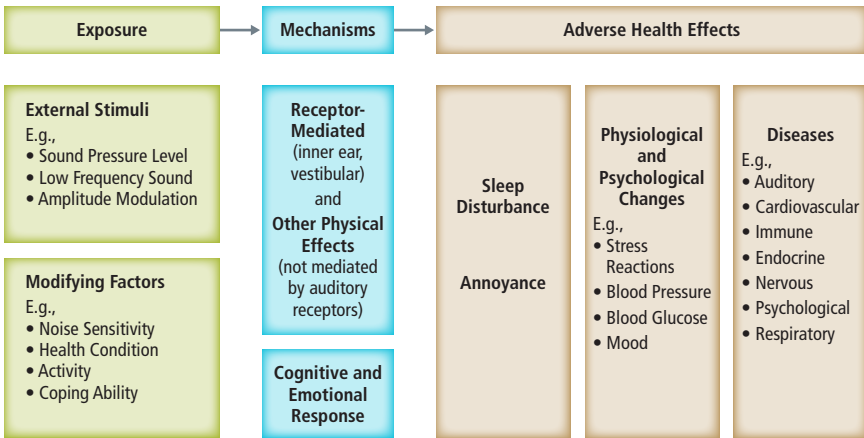 Exposure
Mechanisms
Adverse Health Effects
External Stimuli
E.g.,
• Sound Pressure Level
• Low Frequency Sound
• Amplitude Modulation
Modifying Factors
E.g.,
• Noise Sensitivity
• Health Condition
• Activity
• Coping Ability
Receptor-
Mediated
(inner ear,
vestibular)
and
Other Physical
Effects
(not mediated
by auditory
receptors)
Cognitive and
Emotional
Response
Sleep
Disturbance
Annoyance
Physiological
and
Psychological
Changes
E.g.,
• Stress
Reactions
• Blood Pressure
• Blood Glucose
• Mood
Diseases
E.g.,
• Auditory
• Cardiovascular
• Immune
• Endocrine
• Nervous
• Psychological
• Respiratory